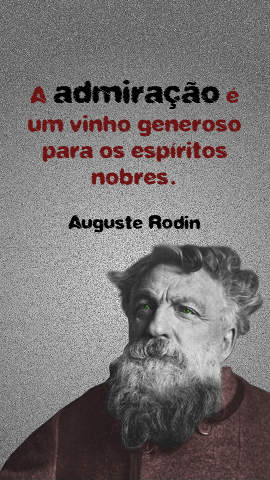 A admiração é
um vinho generoso
para os espíritos
nobres.
Auguste Rodin